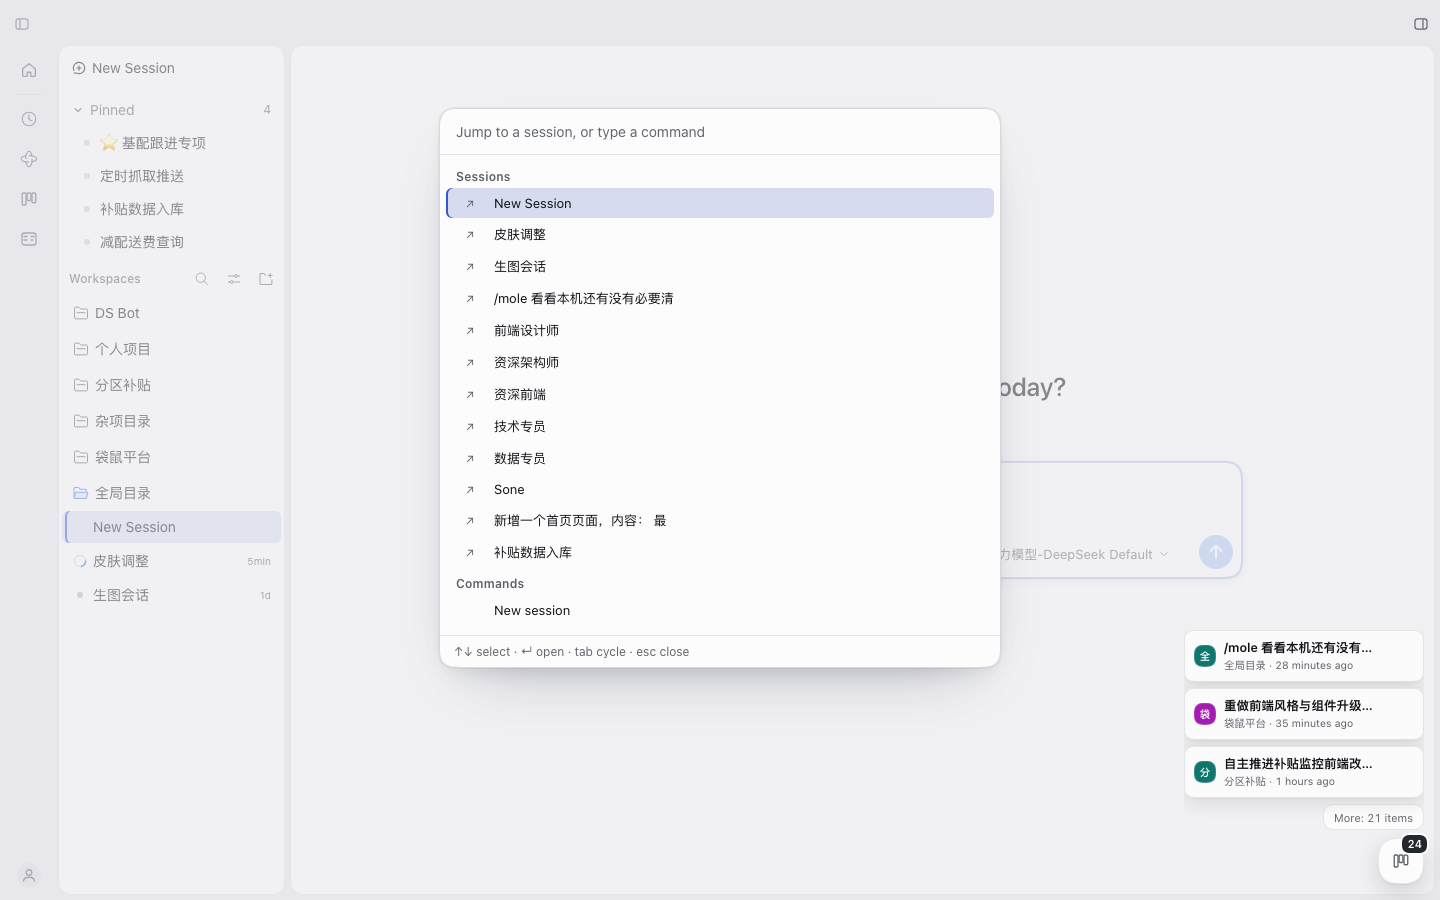 New Session
Pinned 4
⭐ 基配跟进专项
定时抓取推送
补贴数据入库
减配送费查询
Workspaces
DS Bot
个人项目
分区补贴
杂项目录
袋鼠平台
全局目录
New Session
皮肤调整 5min
生图会话 1d
Jump to a session, or type a command
Sessions
New Session
皮肤调整
生图会话
/mole 看看本机还有没有必要清
前端设计师
资深架构师
资深前端
技术专员
数据专员
Sone
新增一个首页页面，内容： 最
补贴数据入库
Commands
New session
↑↓ select · ↵ open · tab cycle · esc close
oday?
力模型-DeepSeek Default
全
/mole 看看本机还有没有...
全局目录 · 28 minutes ago
袋
重做前端风格与组件升级...
袋鼠平台 · 35 minutes ago
分
自主推进补贴监控前端改...
分区补贴 · 1 hours ago
More: 21 items
24